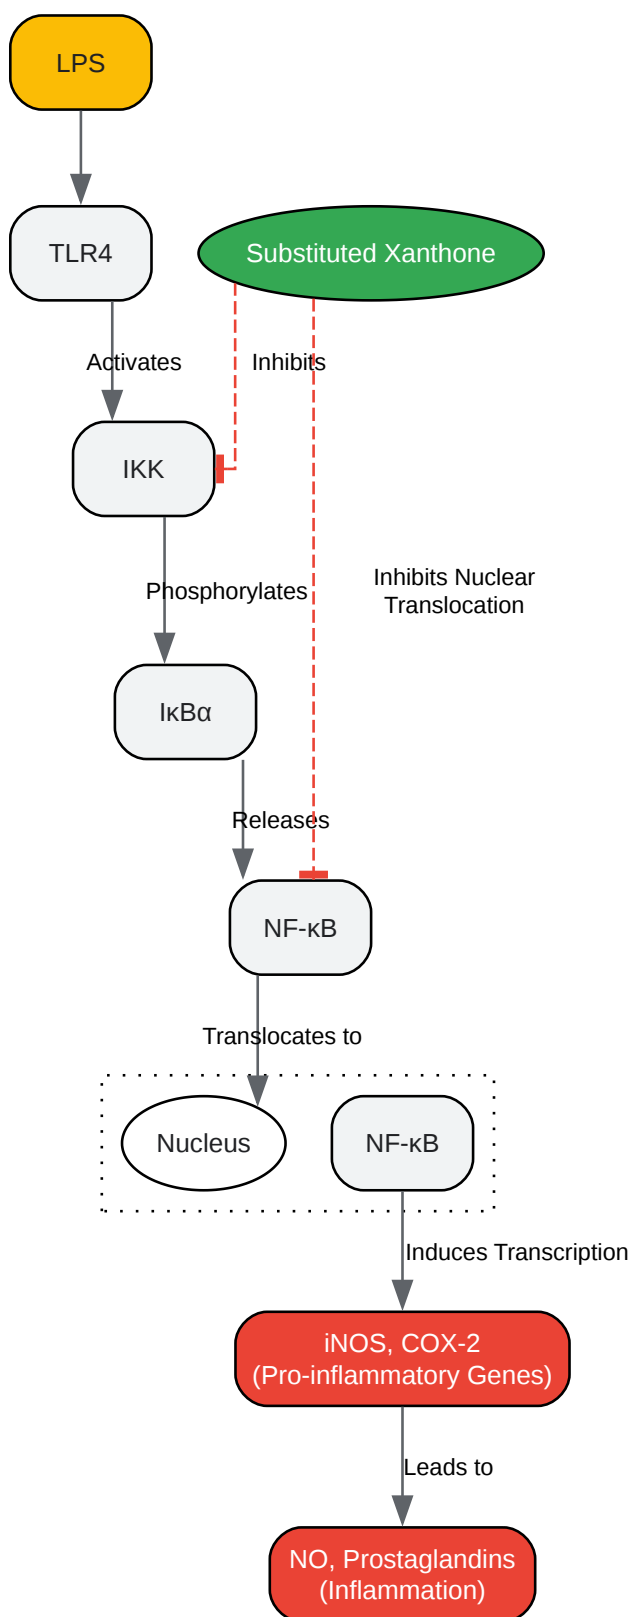 LPS
TLR4
Substituted Xanthone
Activates
Inhibits
IKK
Phosphorylates
Inhibits Nuclear
Translocation
IκBα
Releases
NF-κB
Translocates to
Nucleus
NF-κB
Induces Transcription
iNOS, COX-2
(Pro-inflammatory Genes)
Leads to
NO, Prostaglandins
(Inflammation)